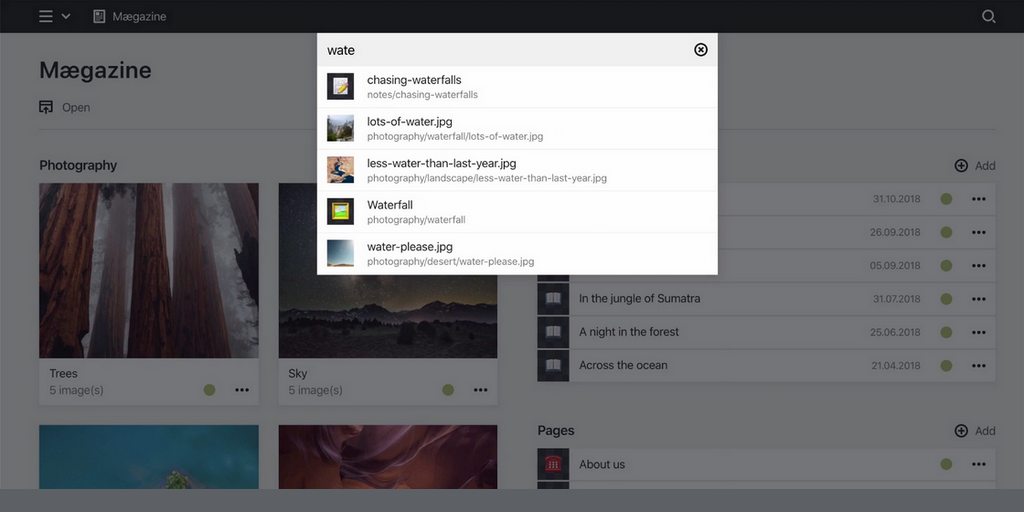 Mægazine
wate
chasing-waterfalls
notes/chasing-waterfalls
lots-of-water.jpg
photography/waterfall/lots-of-water.jpg
less-water-than-last-year.jpg
photography/landscape/less-water-than-last-year.jpg
Waterfall
photography/waterfall
water-please.jpg
photography/desert/water-please.jpg
Mægazine
Open
Photography
Trees
5 image(s)
Sky
5 image(s)
Add
31.10.2018
26.09.2018
05.09.2018
In the jungle of Sumatra 31.07.2018
A night in the forest 25.06.2018
Across the ocean 21.04.2018
Pages Add
About us